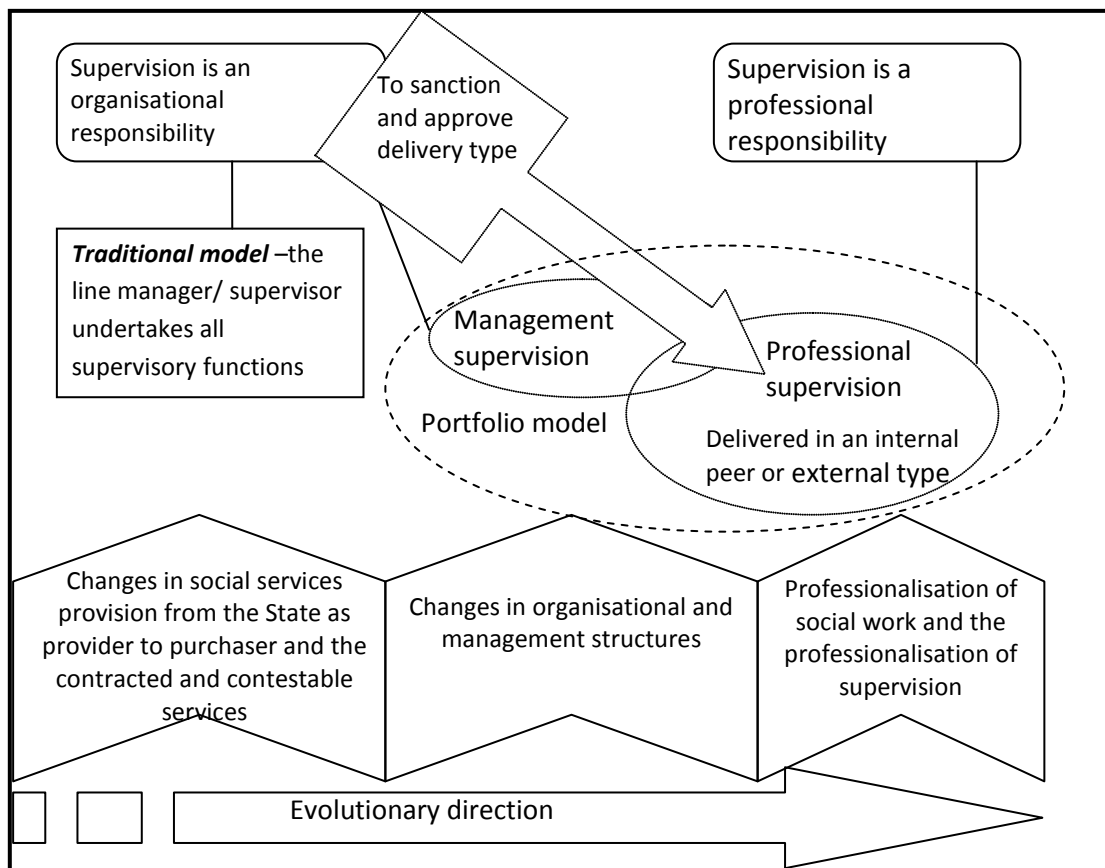 Supervision is an
organisational
responsibility
To sanction
and approve
delivery type
Supervision is a
professional
responsibility
Traditional model –the
line manager/ supervisor
undertakes all
supervisory functions
Management
supervision
Professional
supervision
Portfolio model
Delivered in an internal
peer or external type
Changes in social services
provision from the State as
provider to purchaser and the
contracted and contestable
services
Changes in organisational and
management structures
Professionalisation of
social work and the
professionalisation of
supervision
Evolutionary direction